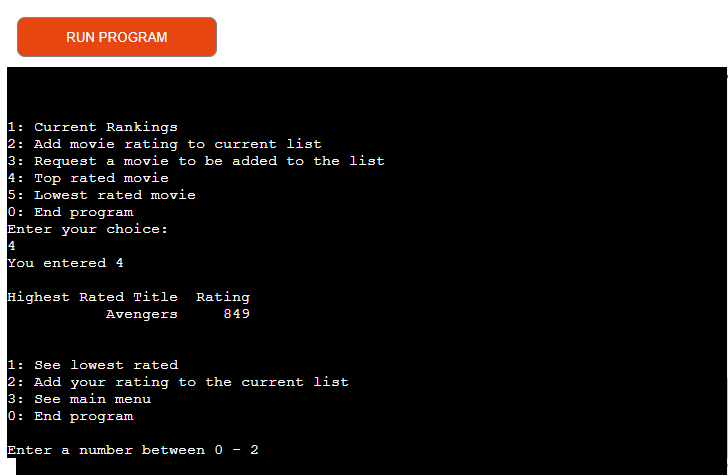 RUN PROGRAM
1: Current Rankings
2: Add movie rating to current list
3: Request a movie to be added to the list
4: Top rated movie
5: Lowest rated movie
0: End program
Enter your choice:
4
You entered 4
Highest Rated Title  Rating
Avengers     849
1: See lowest rated
2: Add your rating to the current list
3: See main menu
0: End program
Enter a number between 0 - 2